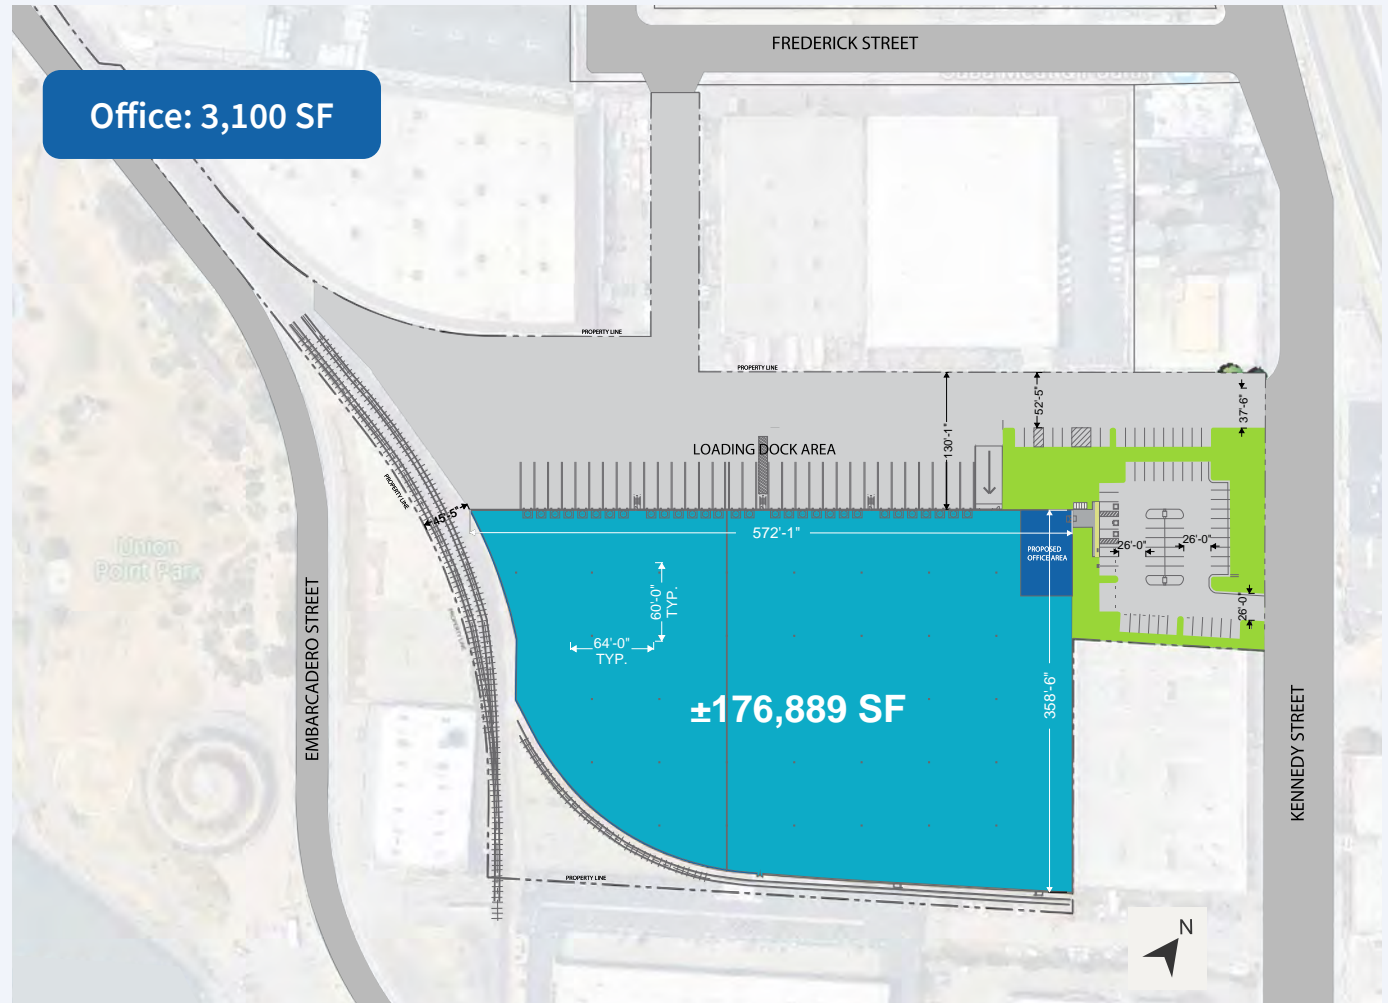 FREDERICK STREET
Office: 3,100 SF
PROPERTY LINE
PROPERTY LINE
52'-5"
37'-6"
130'-1"
LOADING DOCK AREA
PROPERTY LINE
45'-5"
572'-1"
PROPOSED
OFFICE AREA
26'-0"
26'-0"
26'-0"
Union
Point Park
60'-0"
TYP.
64'-0"
TYP.
EMBARCADERO STREET
±176,889 SF
358'-6"
KENNEDY STREET
PROPERTY LINE
N